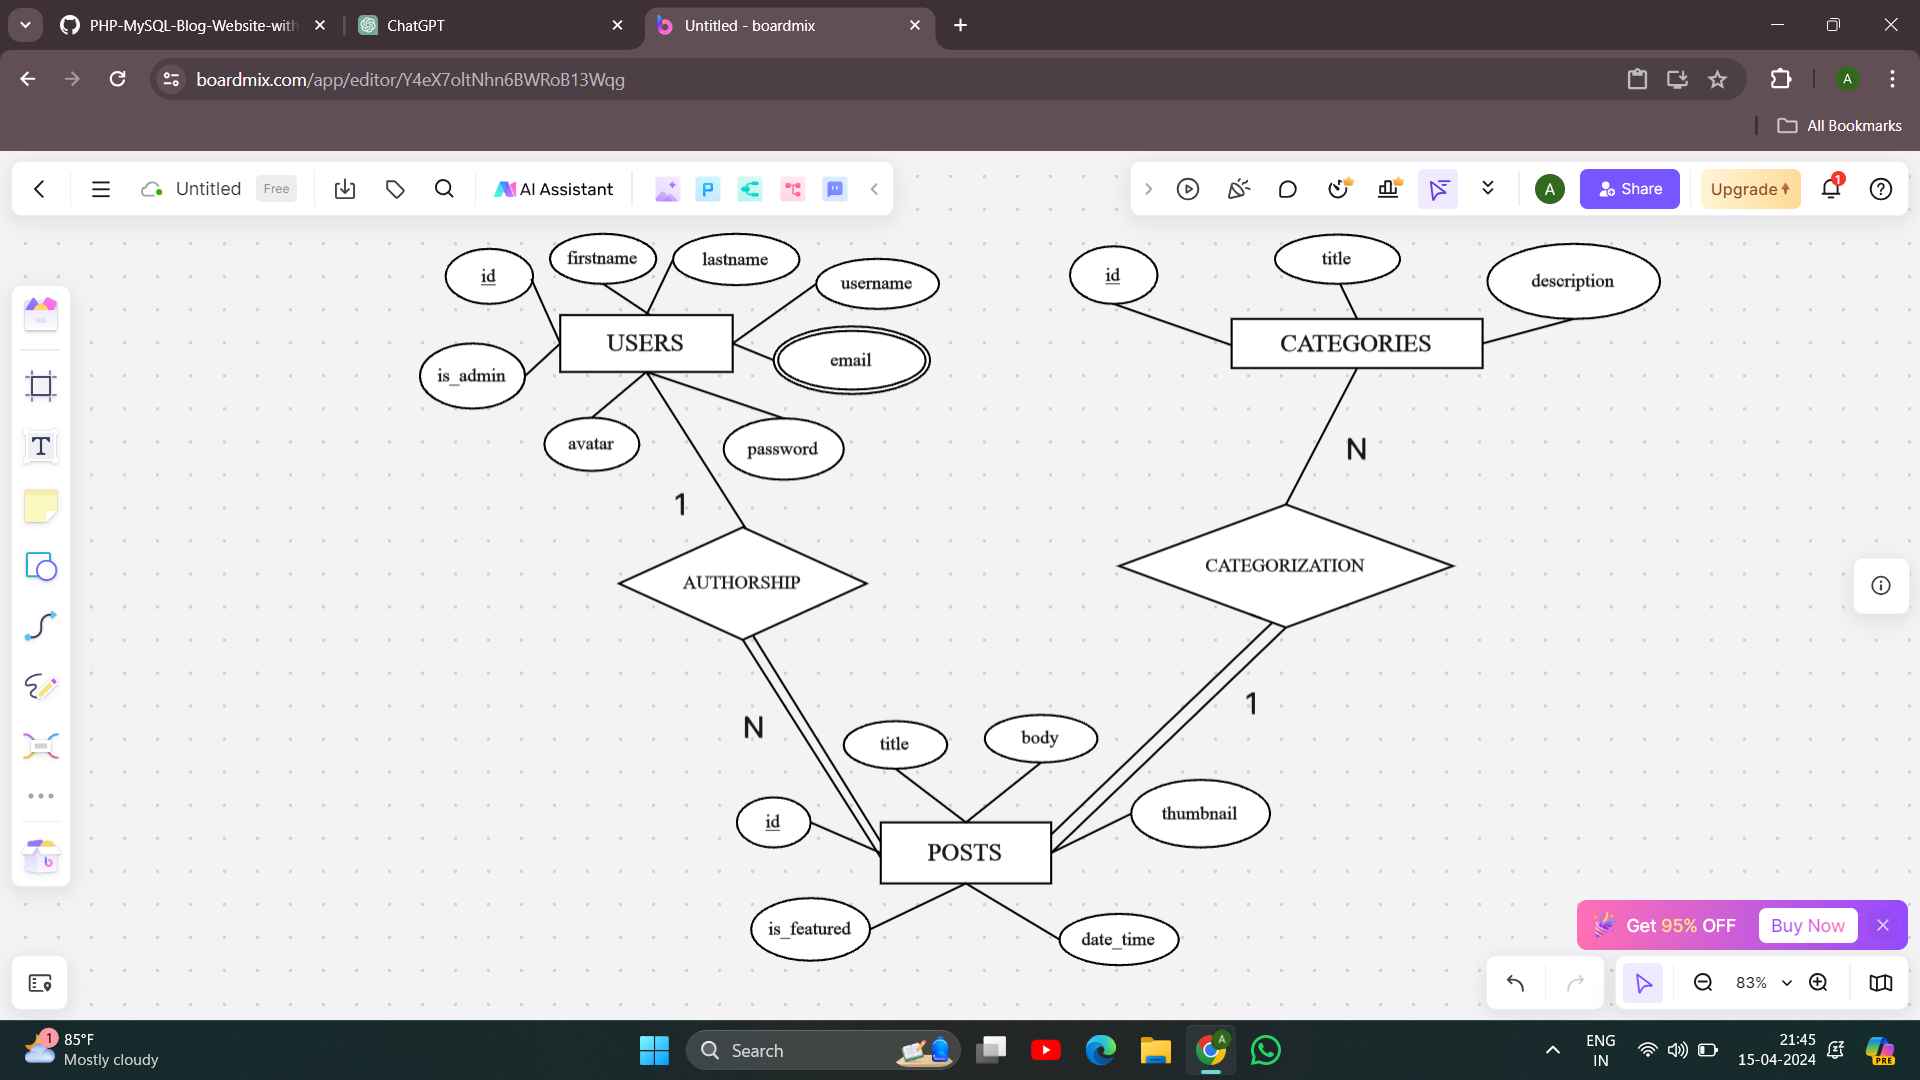 PHP-MySQL-Blog-Website-with
ChatGPT
Untitled - boardmix
boardmix.com/app/editor/Y4eX7oltNhn6BWRoB13Wqg
A
All Bookmarks
Untitled
Free
AI Assistant
A
Share
Upgrade
1
id
firstname
lastname
username
USERS
email
is_admin
avatar
password
id
title
description
CATEGORIES
N
1
AUTHORSHIP
CATEGORIZATION
N
1
title
body
id
thumbnail
POSTS
is_featured
date_time
T
Get 95% OFF
Buy Now
83%
1
85°F
Mostly cloudy
Search
A
ENG
IN
21:45
15-04-2024
PRE